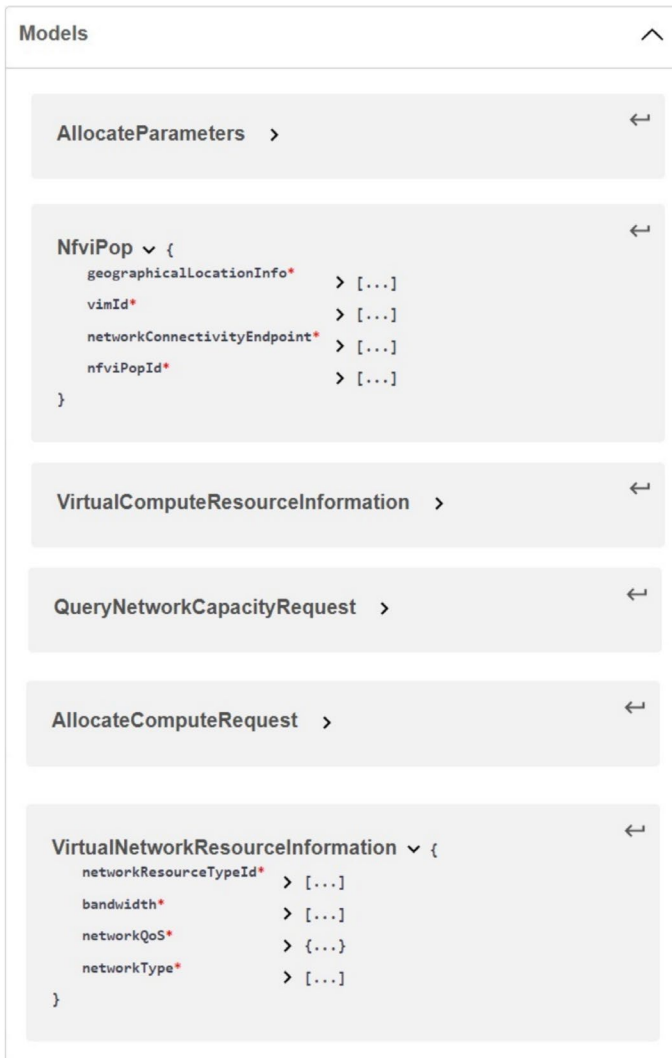 Models
AllocateParameters >
NfviPop {
geographicalLocationInfo* > [...]
vimId* > [...]
networkConnectivityEndpoint* > [...]
nfviPopId* > [...]
}
VirtualComputeResourceInformation >
QueryNetworkCapacityRequest >
AllocateComputeRequest >
VirtualNetworkResourceInformation {
networkResourceTypeId* > [...]
bandwidth* > [...]
networkQoS* > {...}
networkType* > [...]
}